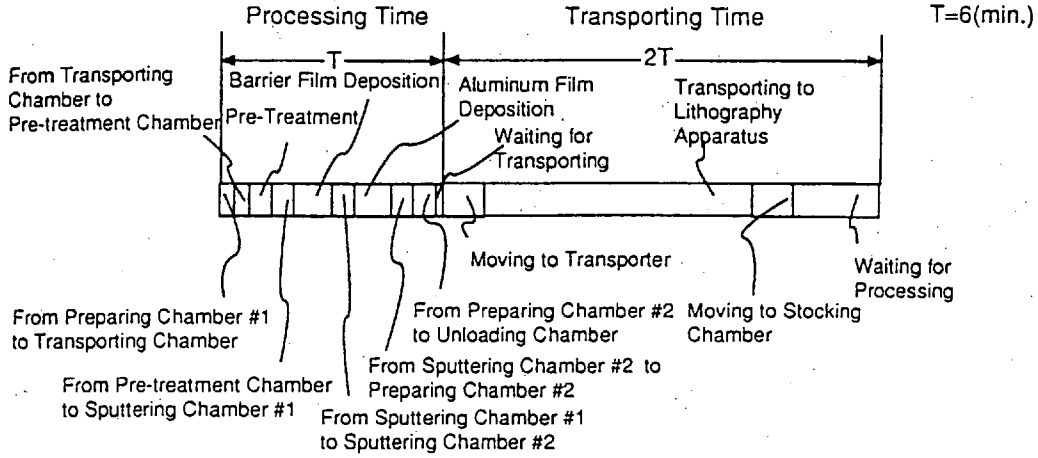 Processing Time
Transporting Time
T=6(min.)
T
2T
From Transporting
Chamber to
Pre-treatment Chamber
Barrier Film Deposition
Pre-Treatment
Aluminum Film
Deposition
Waiting for
Transporting
Transporting to
Lithography
Apparatus
Moving to Transporter
Waiting for
Processing
From Preparing Chamber #1
to Transporting Chamber
From Preparing Chamber #2
to Unloading Chamber
Moving to Stocking
Chamber
From Pre-treatment Chamber
to Sputtering Chamber #1
From Sputtering Chamber #2 to
Preparing Chamber #2
From Sputtering Chamber #1
to Sputtering Chamber #2